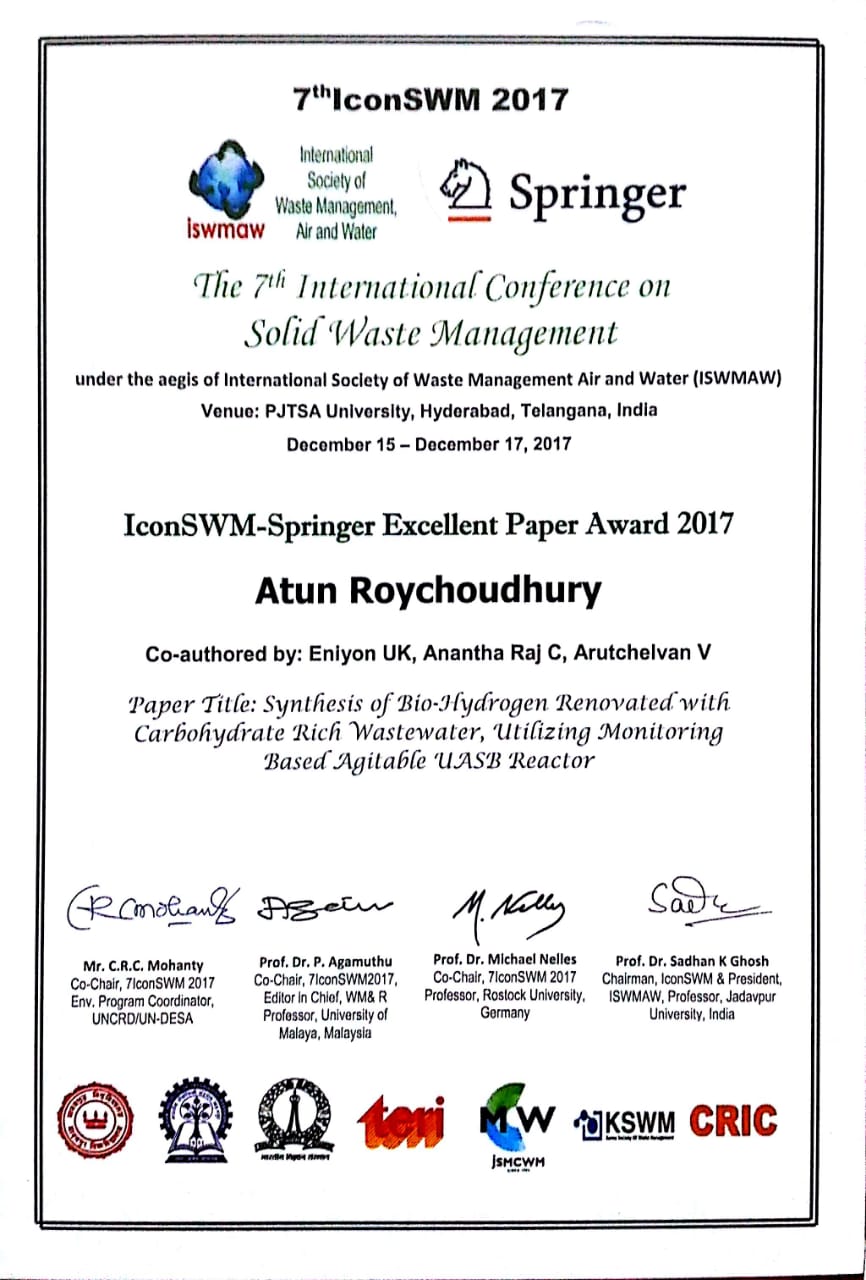 7thIconSWM 2017
iswmaw
International
Society of
Waste Management,
Air and Water
Springer
The 7th International Conference on
Solid Waste Management
under the aegis of International Society of Waste Management Air and Water (ISWMAW)
Venue: PJTSA University, Hyderabad, Telangana, India
December 15 – December 17, 2017
IconSWM-Springer Excellent Paper Award 2017
Atun Roychoudhury
Co-authored by: Eniyon UK, Anantha Raj C, Arutchelvan V
Paper Title: Synthesis of Bio-Hydrogen Renovated with
Carbohydrate Rich Wastewater, Utilizing Monitoring
Based Agitable UASB Reactor
Mr. C.R.C. Mohanty
Co-Chair, 7IconSWM 2017
Env. Program Coordinator,
UNCRD/UN-DESA
Prof. Dr. P. Agamuthu
Co-Chair, 7IconSWM2017,
Editor in Chief, WM& R
Professor, University of
Malaya, Malaysia
Prof. Dr. Michael Nelles
Co-Chair, 7IconSWM 2017
Professor, Rostock University,
Germany
Prof. Dr. Sadhan K Ghosh
Chairman, IconSWM & President,
ISWMAW, Professor, Jadavpur
University, India
teri
MW
JSMCWM
KSWM
CRIC